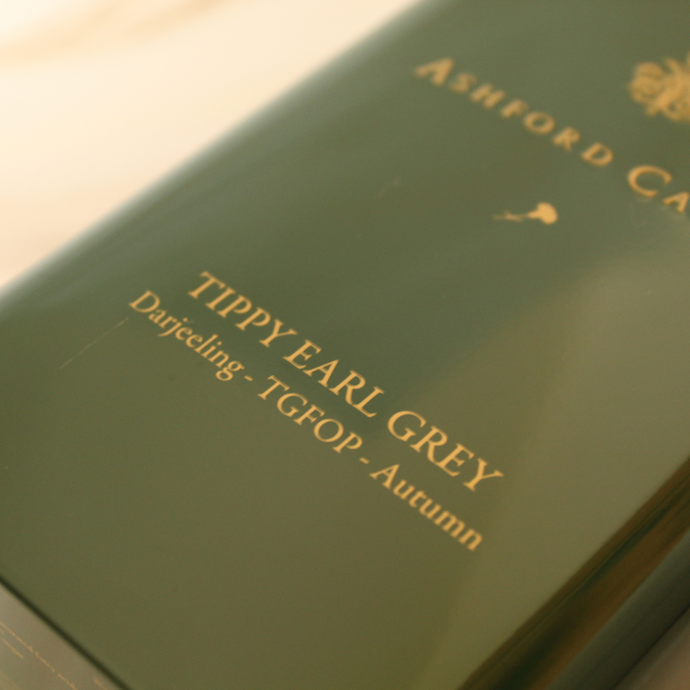 ASHFORD CA
TIPPY EARL GREY
Darjeeling - TGFOP - Autumn